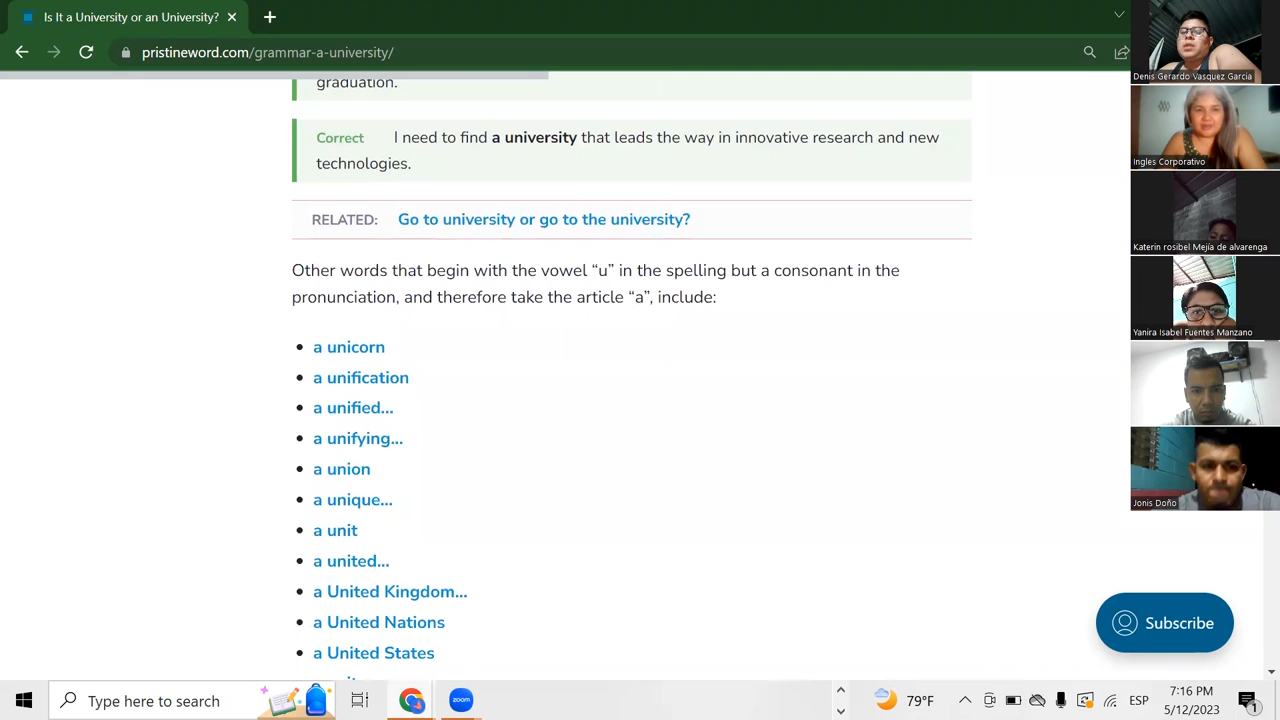 Is It a University or an University?
pristineword.com/grammar-a-university/
graduation.
Correct I need to find a university that leads the way in innovative research and new
technologies.
RELATED: Go to university or go to the university?
Other words that begin with the vowel “u” in the spelling but a consonant in the
pronunciation, and therefore take the article “a”, include:
a unicorn
a unification
a unified...
a unifying...
a union
a unique...
a unit
a united...
a United Kingdom...
a United Nations
a United States
Subscribe
Denis Gerardo Vasquez Garcia
Ingles Corporativo
Katerin rosibel Mejía de alvarenga
Yanira Isabel Fuentes Manzano
Jonis Doño
Type here to search
zoom
79°F
ESP
7:16 PM
5/12/2023
1